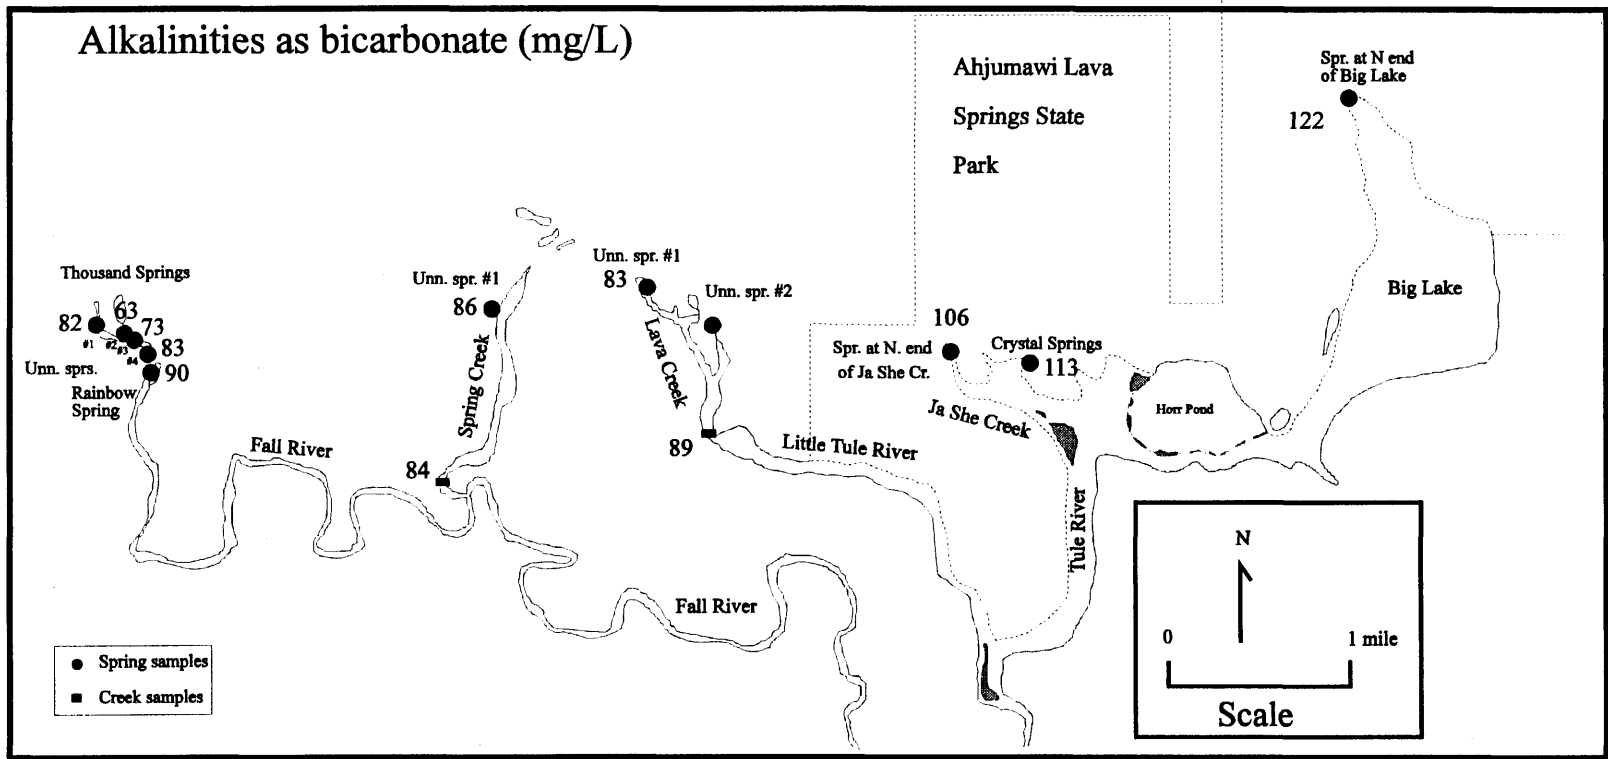 Alkalinities as bicarbonate (mg/L)
Ahjumawi Lava
Springs State
Park
Spr. at N end
of Big Lake
122
Big Lake
Thousand Springs
82
63
73
83
90
#1
#2
#3
#4
Unn. sprs.
Rainbow
Spring
Fall River
Unn. spr. #1
86
Spring Creek
84
Unn. spr. #1
83
Unn. spr. #2
Lava Creek
89
Little Tule River
106
Spr. at N. end
of Ja She Cr.
Crystal Springs
113
Ja She Creek
Horr Pond
Tule River
Fall River
Spring samples
Creek samples
N
0
1 mile
Scale